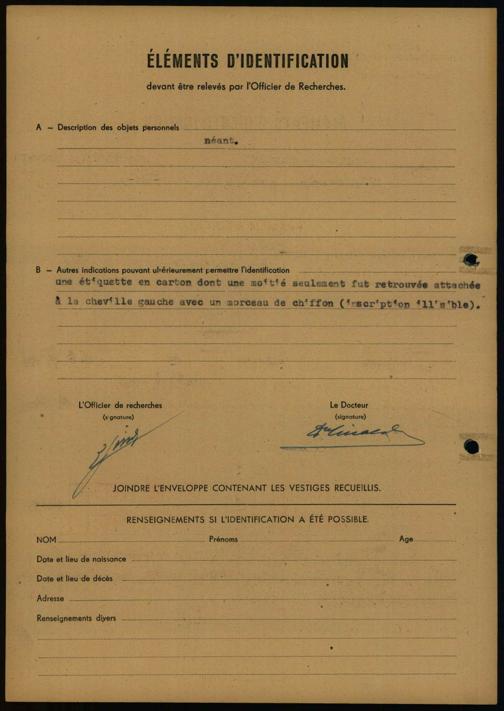 ÉLÉMENTS D'IDENTIFICATION
devant être relevés par l'Officier de Recherches.
A – Description des objets personnels
néant.
B – Autres indications pouvant ultérieurement permettre l'identification
une étiquette en carton dont une moitié seulement fut retrouvée attachée
à la cheville gauche avec un morceau de chiffon (inscription illisible).
L'Officier de recherches
Le Docteur
(signature)
(signature)
JOINDRE L'ENVELOPPE CONTENANT LES VESTIGES RECUEILLIS.
RENSEIGNEMENTS SI L'IDENTIFICATION A ÉTÉ POSSIBLE.
NOM
Prénoms
Age
Date et lieu de naissance
Date et lieu de décès
Adresse
Renseignements divers